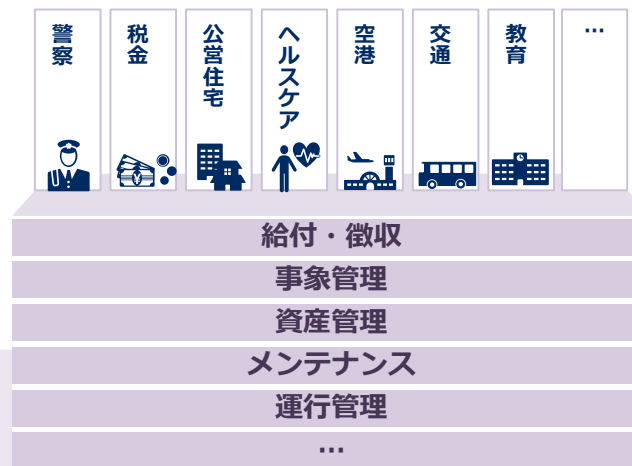 警察
税金
公営住宅
ヘルスケア
空港
交通
教育
…
¥
給付・徴収
事象管理
資産管理
メンテナンス
運行管理
…